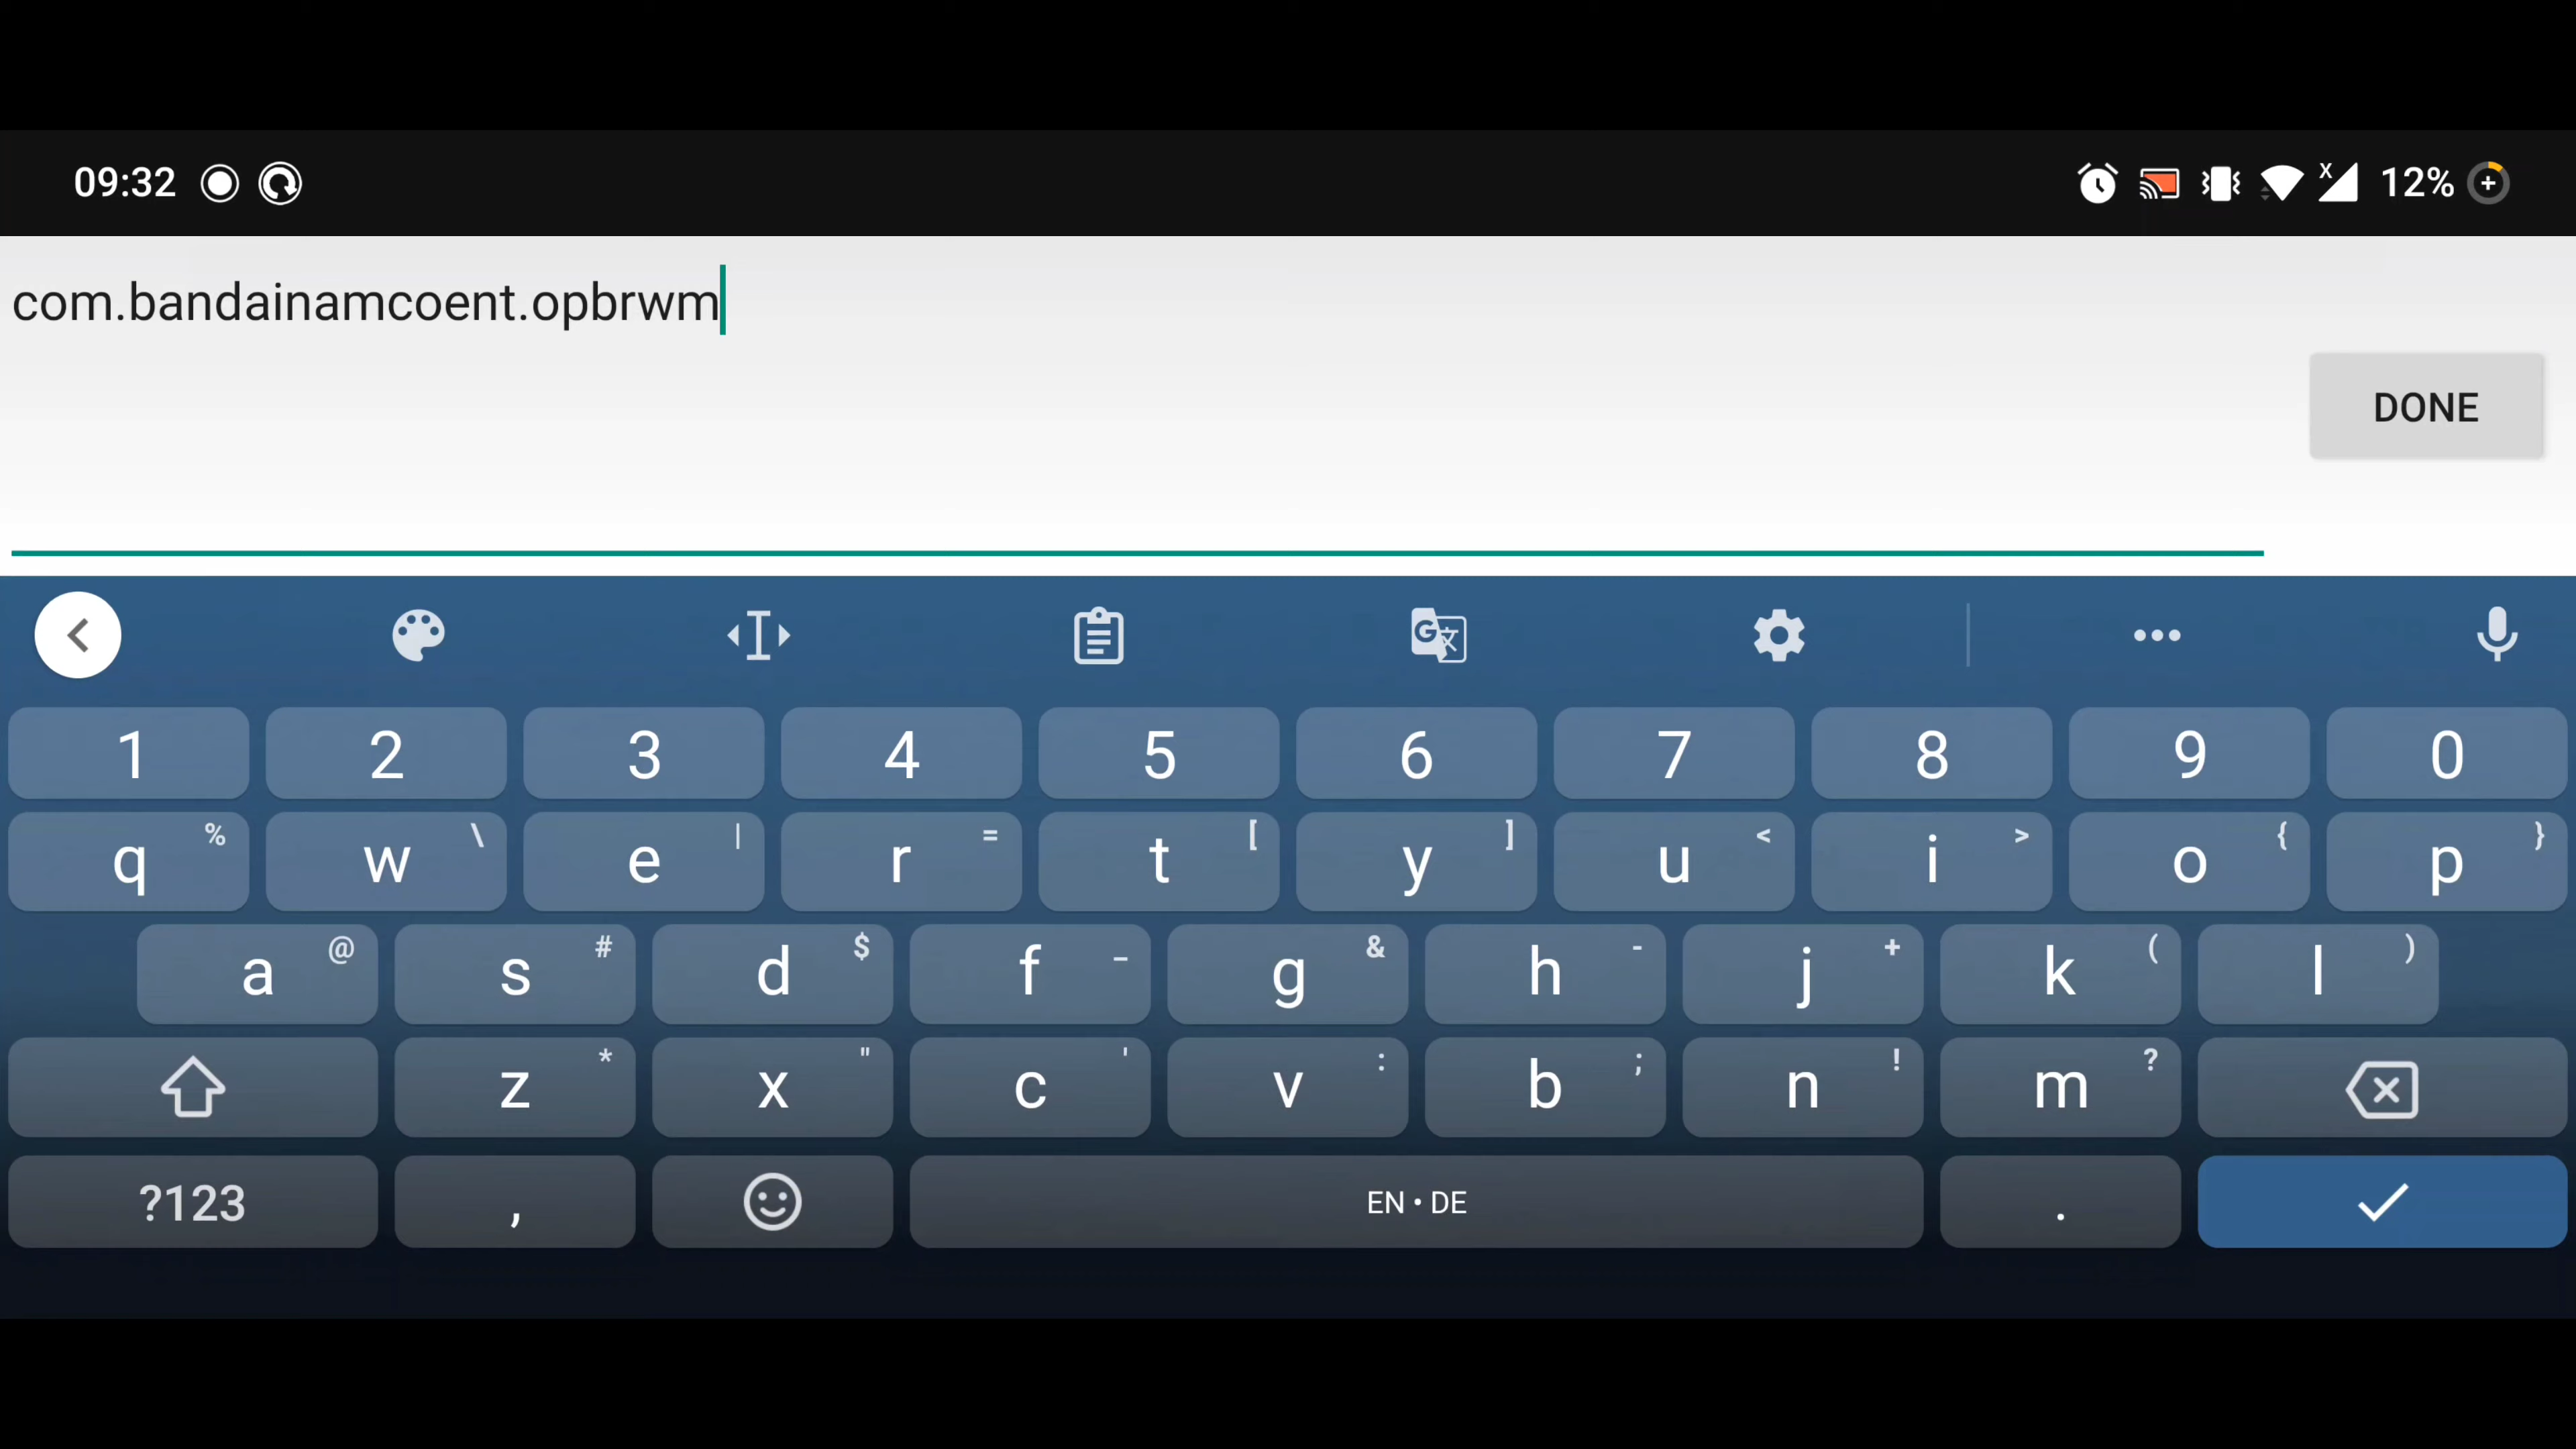 09:32 12%
com.bandainamcoent.opbrwm
DONE
1 2 3 4 5 6 7 8 9 0
q % w \ e | r = t [ y ] u < i > o { p }
a @ s # d $ f _ g & h - j + k ( l )
z * x " c ' v : b ; n ! m ?
?123 , EN • DE .